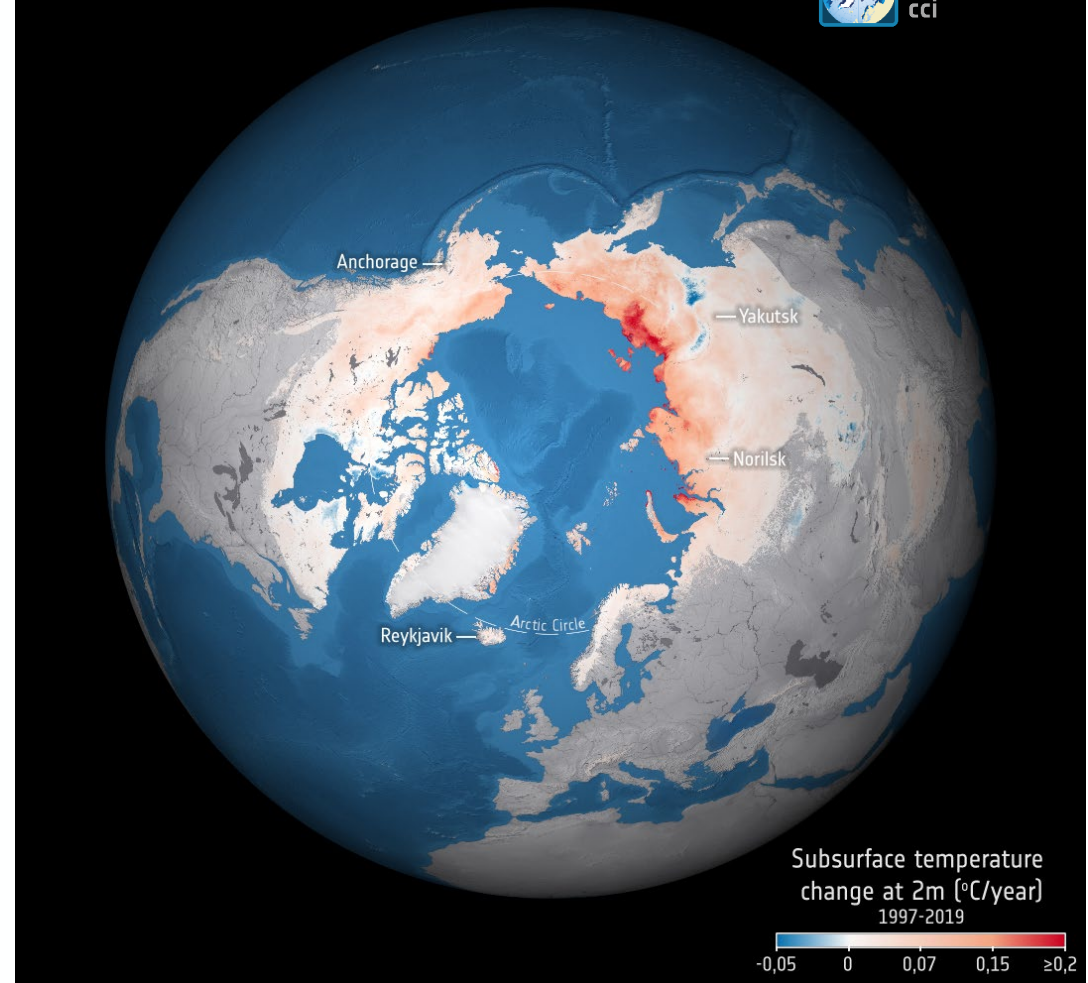 cci
Anchorage
Yakutsk
Norilsk
Arctic Circle
Reykjavik
Subsurface temperature
change at 2m (°C/year)
1997-2019
-0,05 0 0,07 0,15 ≥0,2